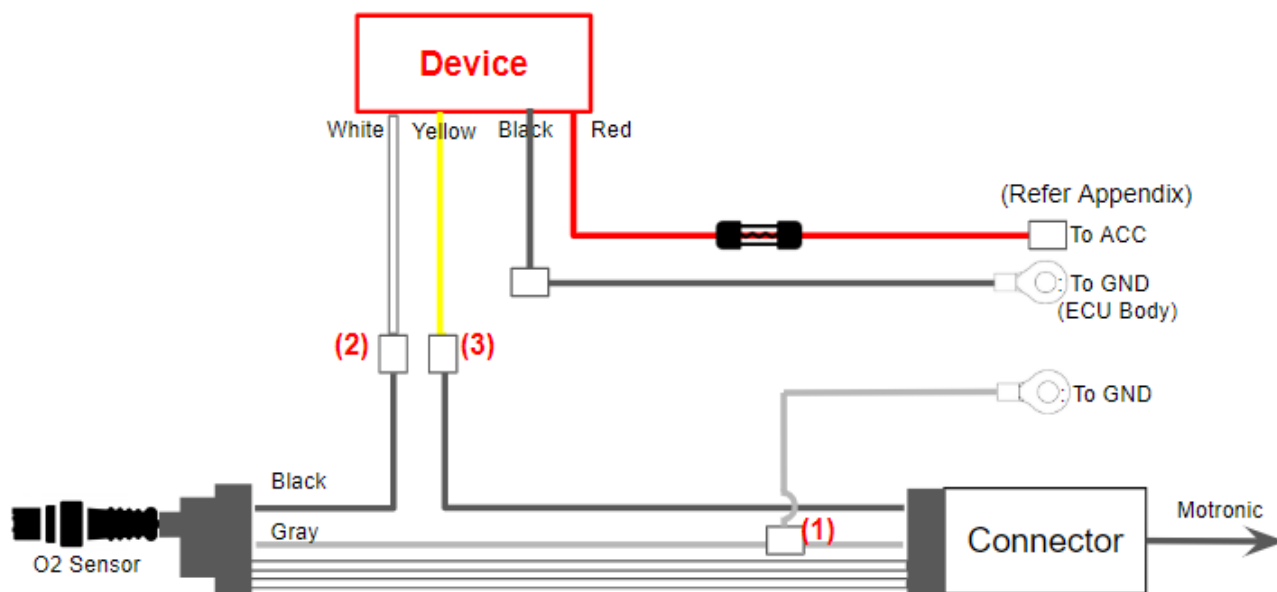 Device
White
Yellow
Black
Red
(Refer Appendix)
To ACC
To GND
(ECU Body)
(2)
(3)
To GND
Black
Gray
(1)
O2 Sensor
Connector
Motronic